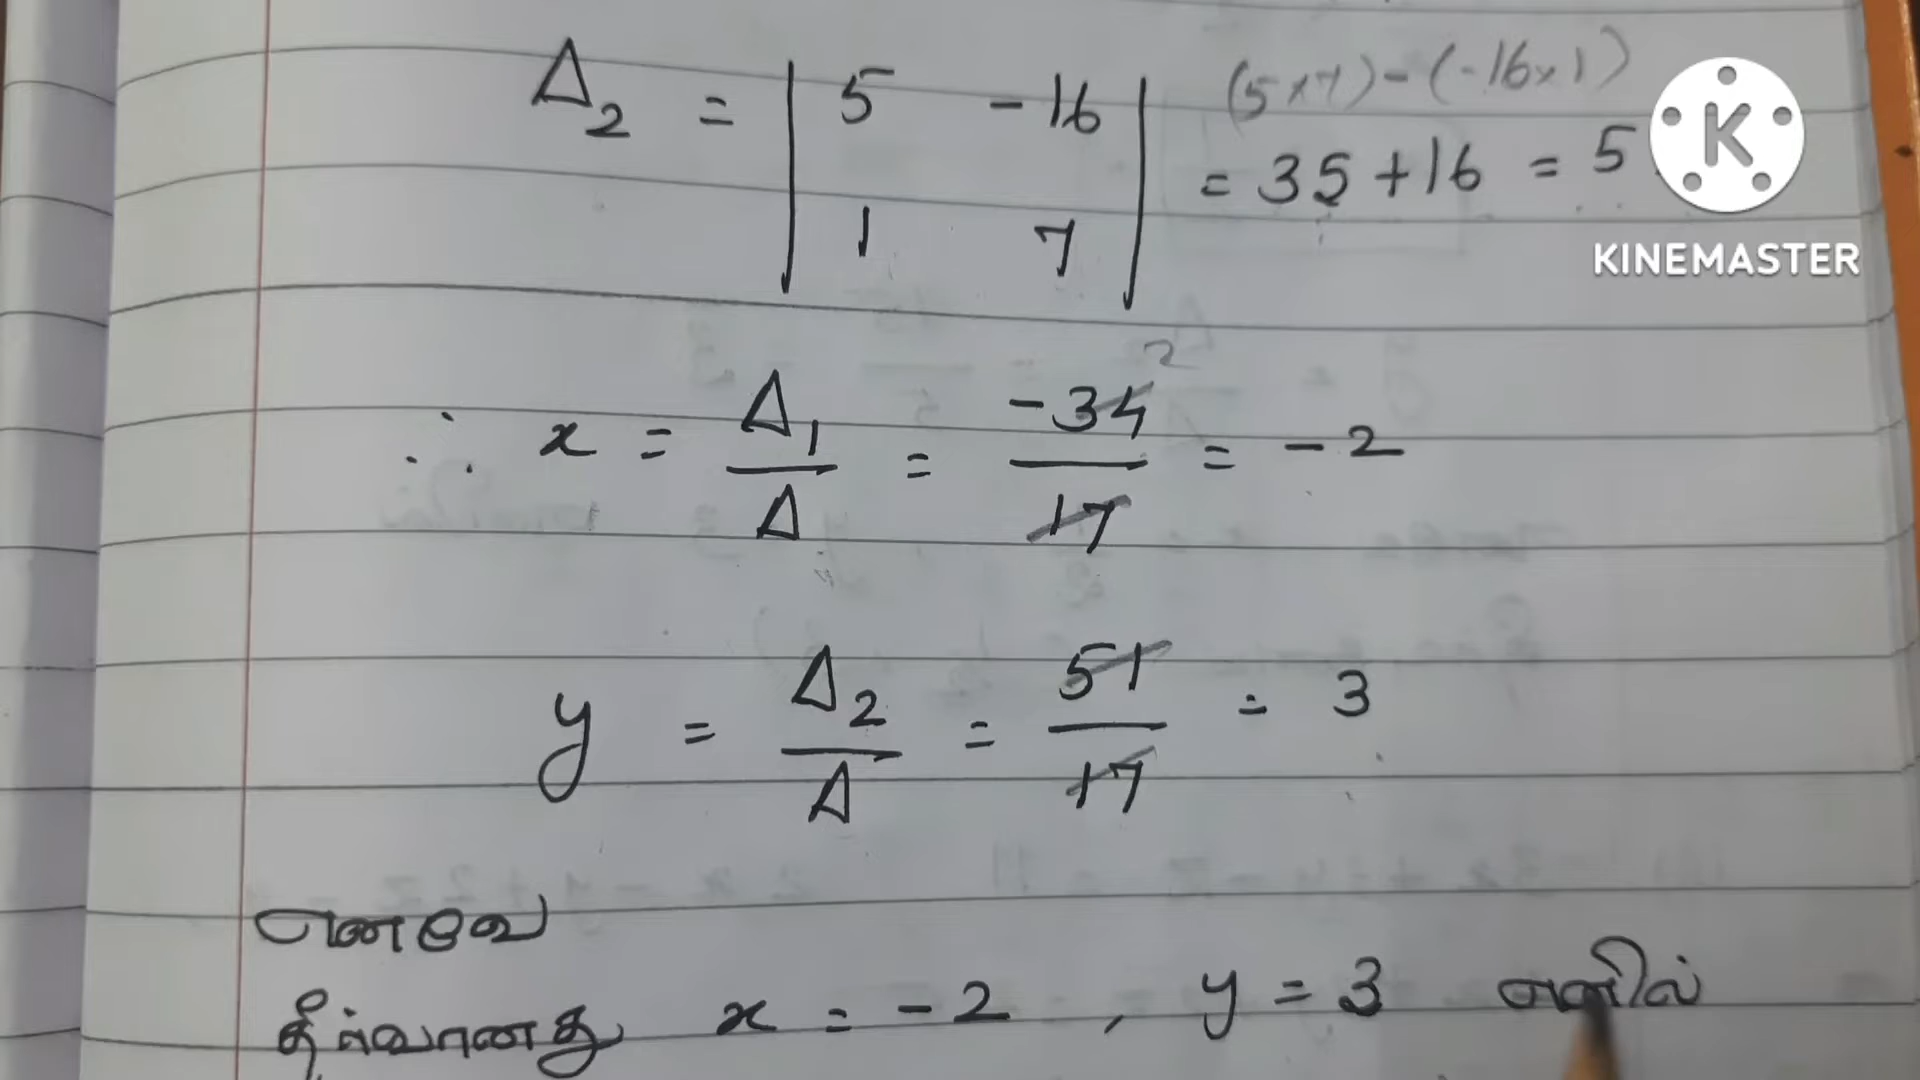 Δ₂ = | 5 -16 | (5×7) - (-16×1)
= 35 + 16 = 5
| 1 7 |
K
KINEMASTER
∴ x = Δ₁/Δ = -34/17 = -2
2
y = Δ₂/Δ = 51/17 = 3
எனவே
தீர்வானது x = -2 , y = 3 எனில்